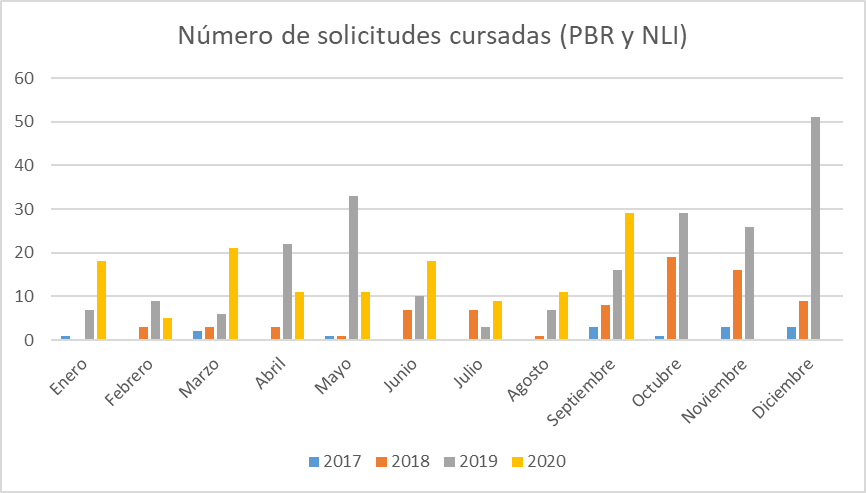 Número de solicitudes cursadas (PBR y NLI)
60
50
40
30
20
10
0
Enero
Febrero
Marzo
Abril
Mayo
Junio
Julio
Agosto
Septiembre
Octubre
Noviembre
Diciembre
2017 2018 2019 2020